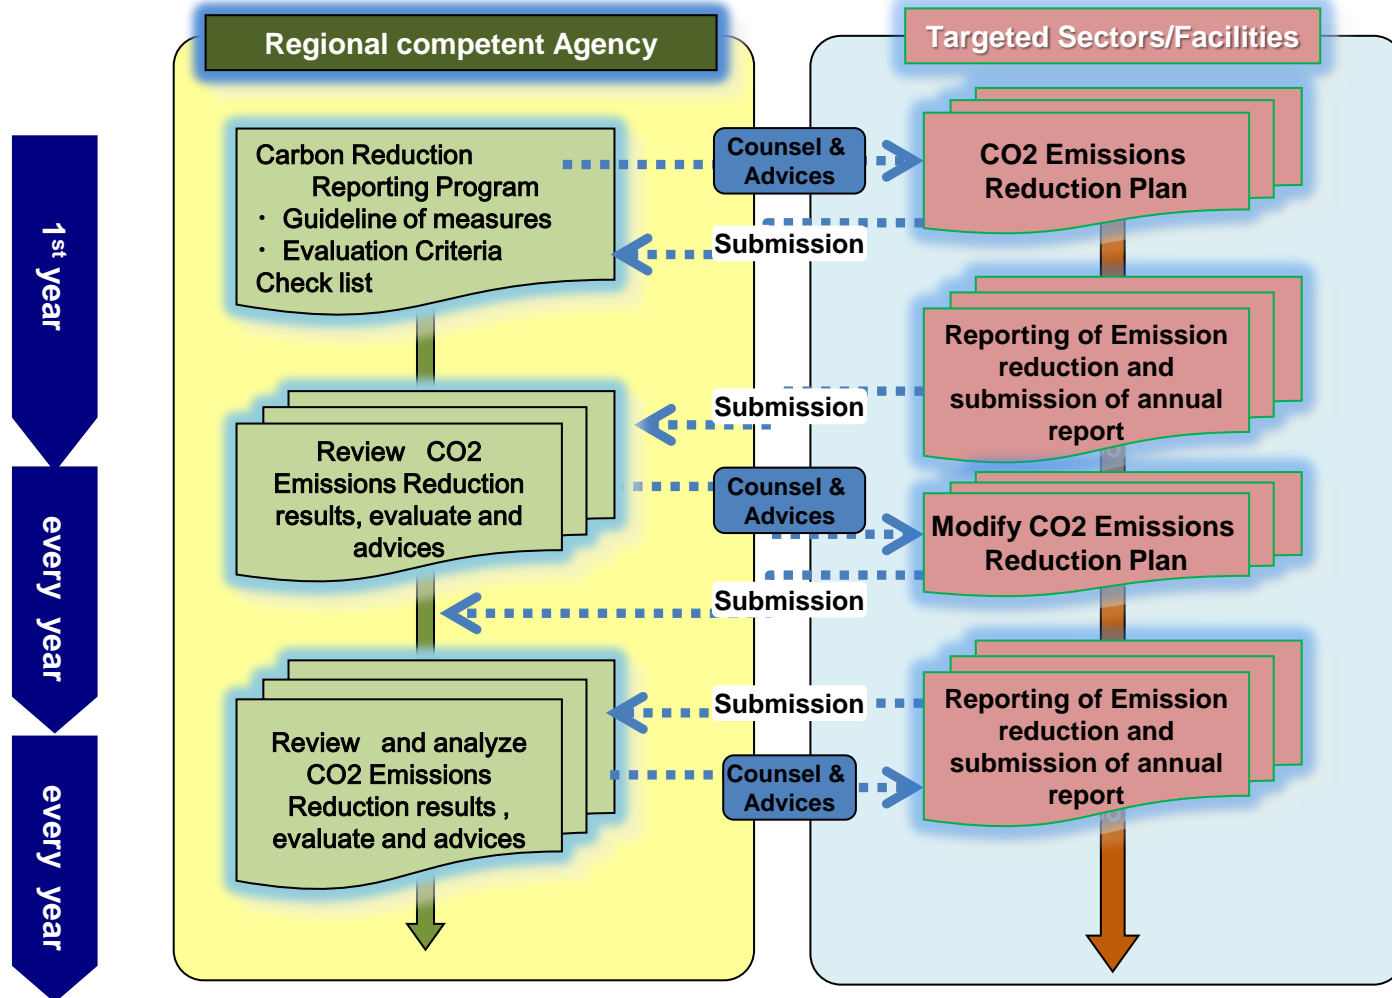 Regional competent Agency
Targeted Sectors/Facilities
1st year
every year
every year
Carbon Reduction
Reporting Program
・ Guideline of measures
・ Evaluation Criteria
Check list
Counsel &
Advices
CO2 Emissions
Reduction Plan
Submission
Reporting of Emission
reduction and
submission of annual
report
Submission
Review CO2
Emissions Reduction
results, evaluate and
advices
Counsel &
Advices
Modify CO2 Emissions
Reduction Plan
Submission
Submission
Reporting of Emission
reduction and
submission of annual
report
Review and analyze
CO2 Emissions
Reduction results ,
evaluate and advices
Counsel &
Advices